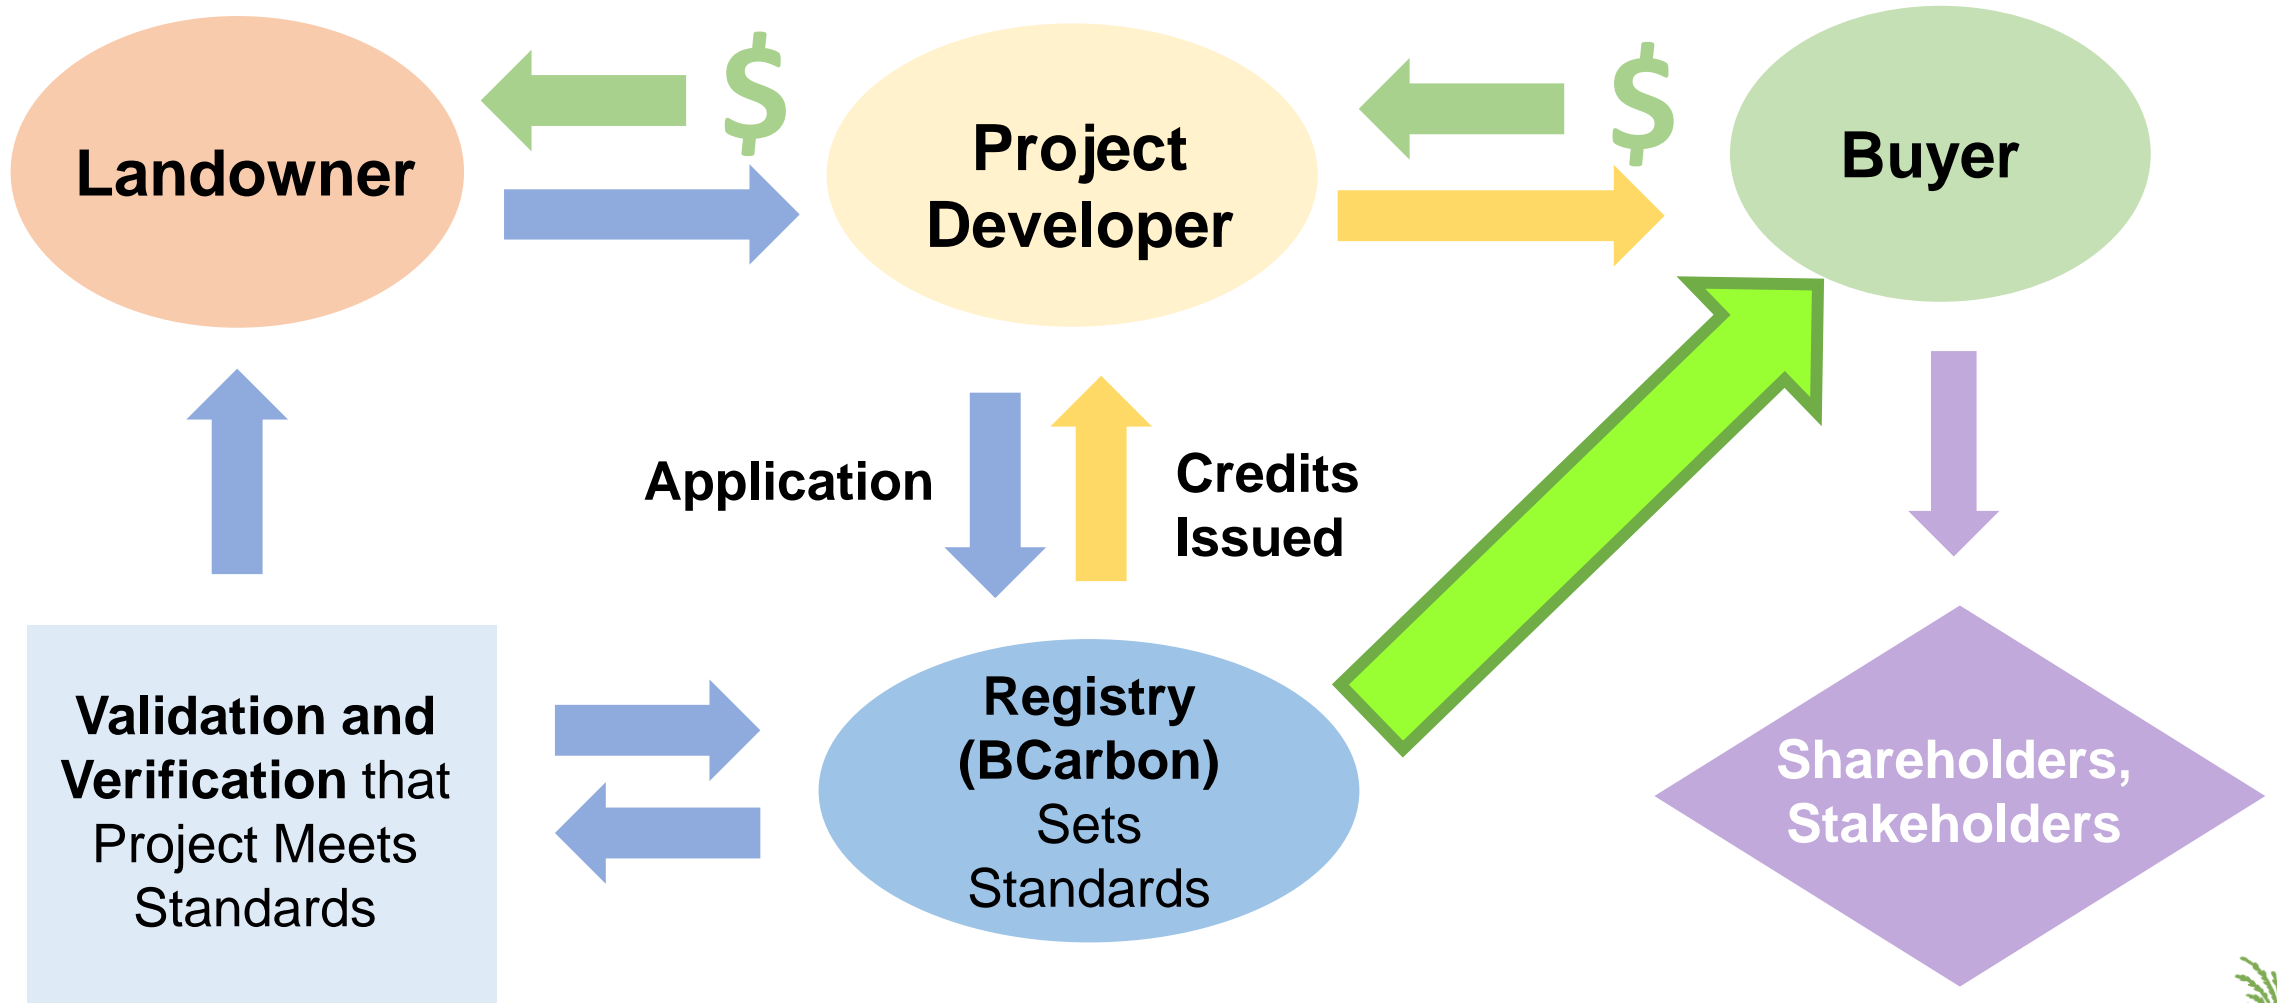 Landowner
$
Project
Developer
$
Buyer
Application
Credits
Issued
Validation and
Verification that
Project Meets
Standards
Registry
(BCarbon)
Sets
Standards
Shareholders,
Stakeholders